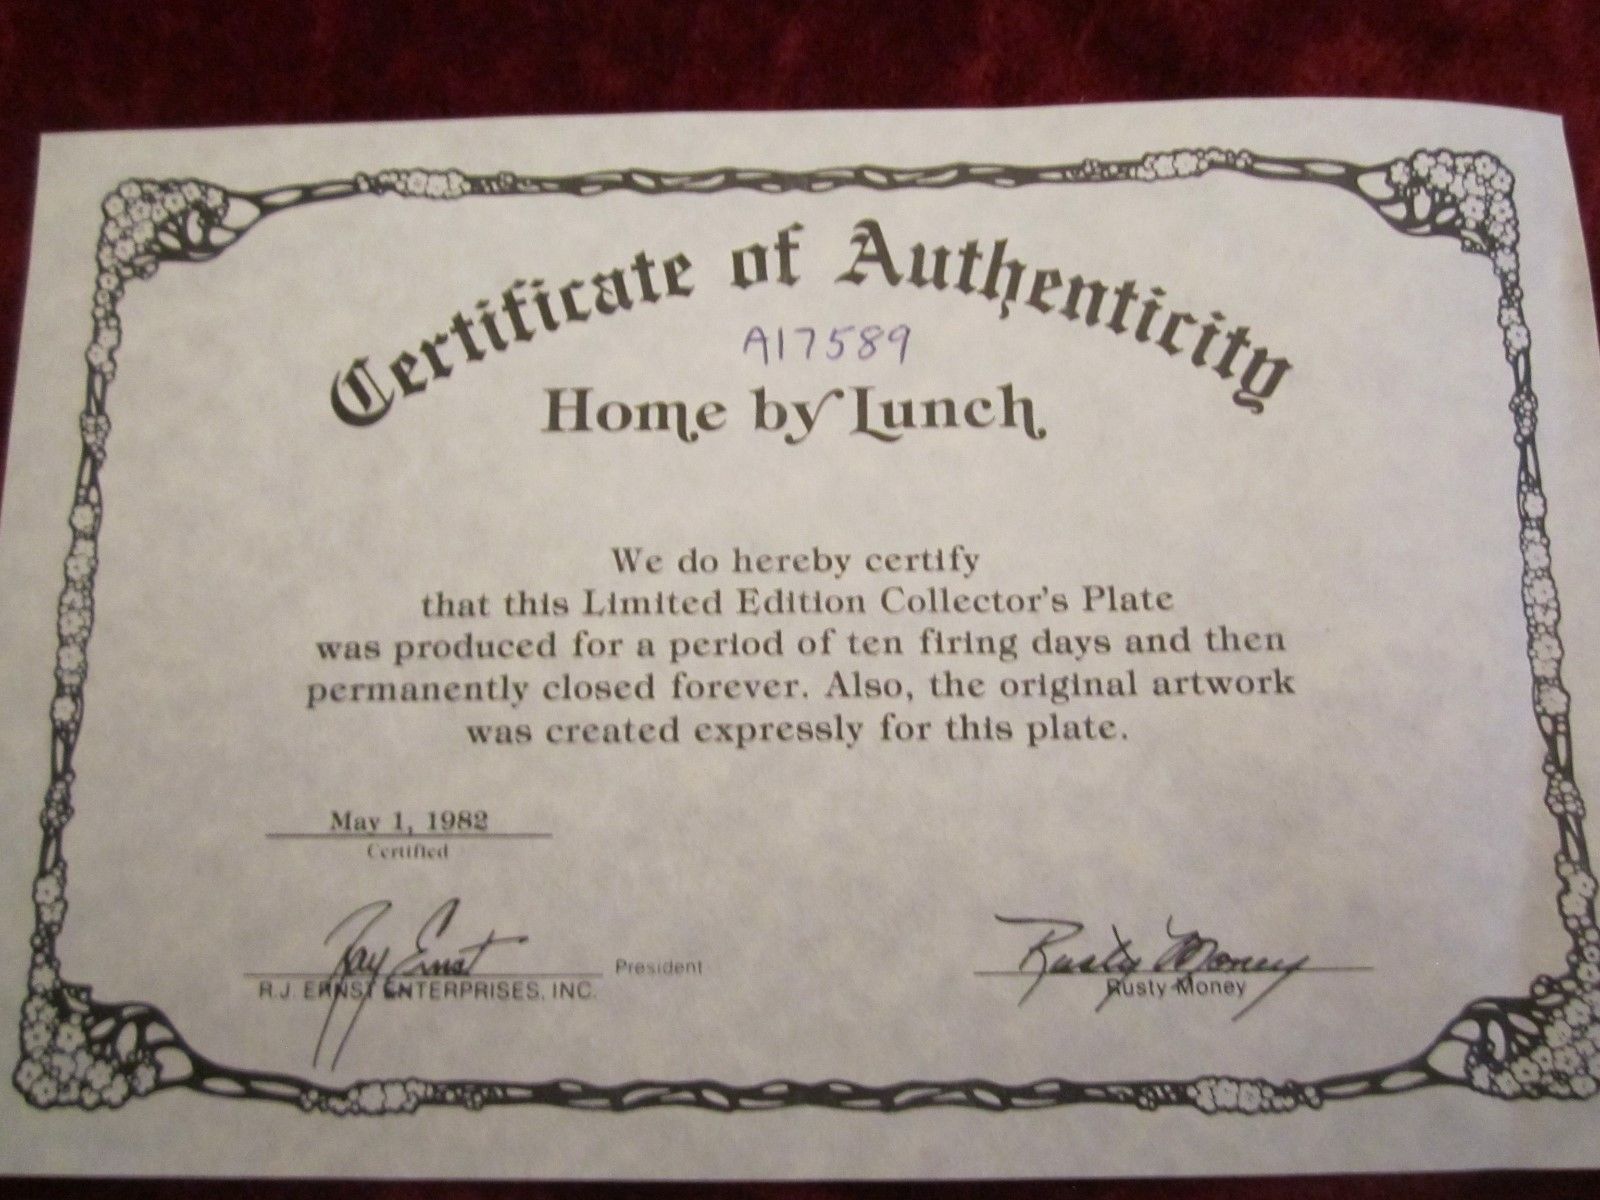 Certificate of Authenticity
A17589
Home by Lunch
We do hereby certify
that this Limited Edition Collector's Plate
was produced for a period of ten firing days and then
permanently closed forever. Also, the original artwork
was created expressly for this plate.
May 1, 1982
Certified
Ray Ernst
President
R.J. ERNST ENTERPRISES, INC.
Rusty Money
Rusty Money